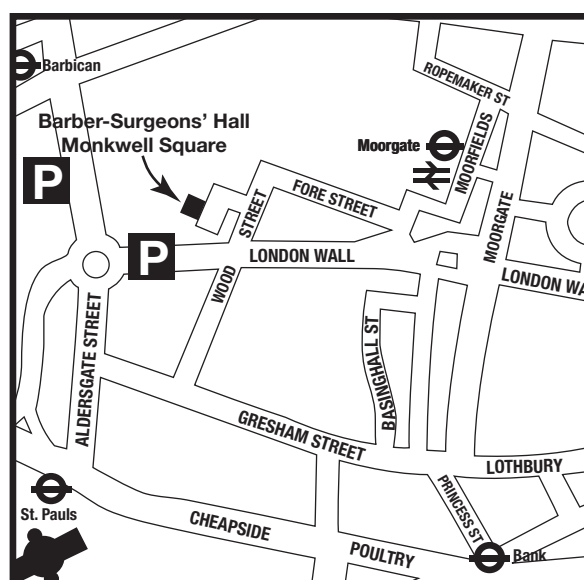 Barbican
ROPEMAKER ST
Barber-Surgeons' Hall
Monkwell Square
Moorgate
MOORFIELDS
P
FORE STREET
WOOD STREET
MOORGATE
P
LONDON WALL
LONDON WA
BASINGHALL ST
ALDERSGATE STREET
GRESHAM STREET
LOTHBURY
PRINCESS ST
St. Pauls
CHEAPSIDE
POULTRY
Bank